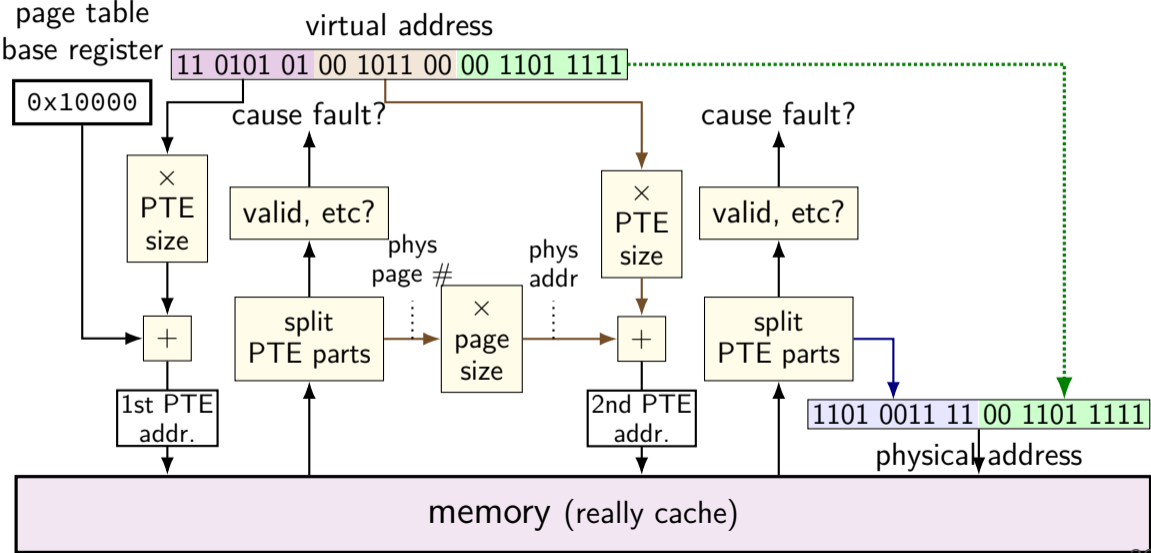 page table
base register
virtual address
11 0101 01 00 1011 00 00 1101 1111
0x10000
cause fault?
cause fault?
×
PTE
size
valid, etc?
×
PTE
size
valid, etc?
phys
page #
phys
addr
+
split
PTE parts
×
page
size
+
split
PTE parts
1st PTE
addr.
2nd PTE
addr.
1101 0011 11 00 1101 1111
physical address
memory (really cache)